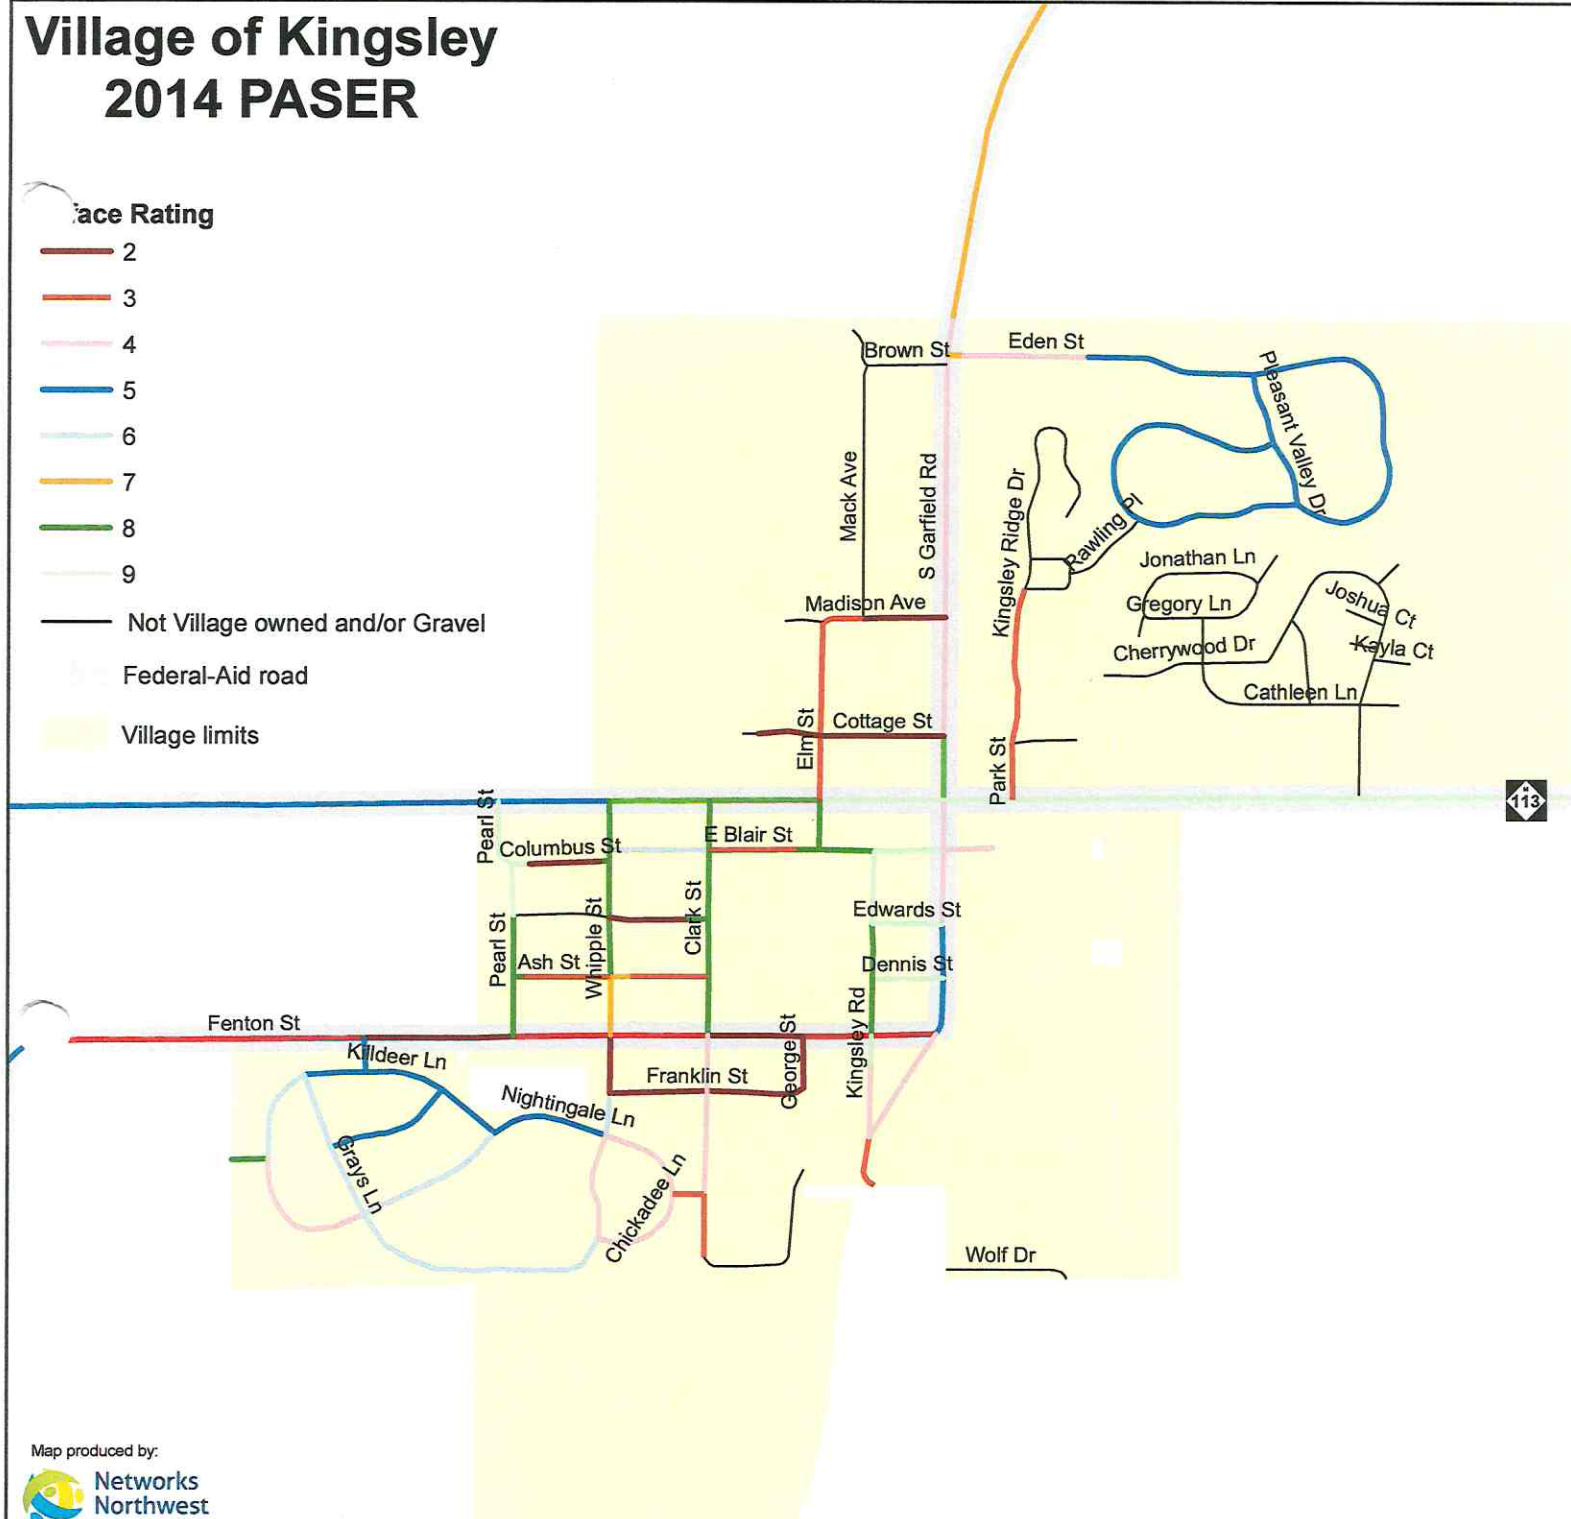 Village of Kingsley
2014 PASER
face Rating
2
3
4
5
6
7
8
9
Not Village owned and/or Gravel
Federal-Aid road
Village limits
Brown St
Eden St
Pleasant Valley Dr
Mack Ave
S Garfield Rd
Kingsley Ridge Dr
Rawling Pl
Jonathan Ln
Gregory Ln
Joshua Ct
Kayla Ct
Cherrywood Dr
Cathleen Ln
Madison Ave
Cottage St
Elm St
Park St
M
113
Pearl St
Columbus St
E Blair St
Clark St
Whipple St
Edwards St
Pearl St
Ash St
Dennis St
Kingsley Rd
Fenton St
George St
Killdeer Ln
Franklin St
Nightingale Ln
Grays Ln
Chickadee Ln
Wolf Dr
Map produced by:
Networks
Northwest